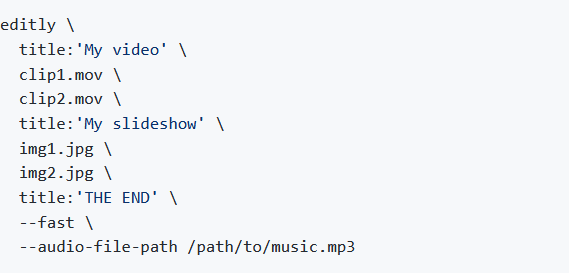 editly \
title:'My video' \
clip1.mov \
clip2.mov \
title:'My slideshow' \
img1.jpg \
img2.jpg \
title:'THE END' \
--fast \
--audio-file-path /path/to/music.mp3